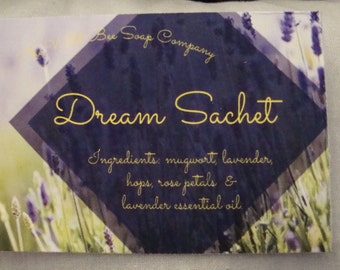 Bee Soap Company
Dream Sachet
Ingredients: mugwort, lavender,
hops, rose petals &
lavender essential oil